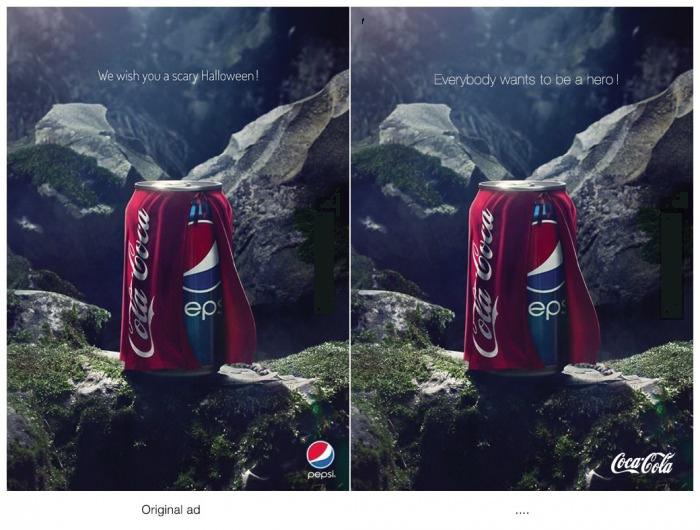 We wish you a scary Halloween!
Cola Coca
eps
pepsi.
Original ad
Everybody wants to be a hero!
Cola Coca
eps
Coca-Cola
....